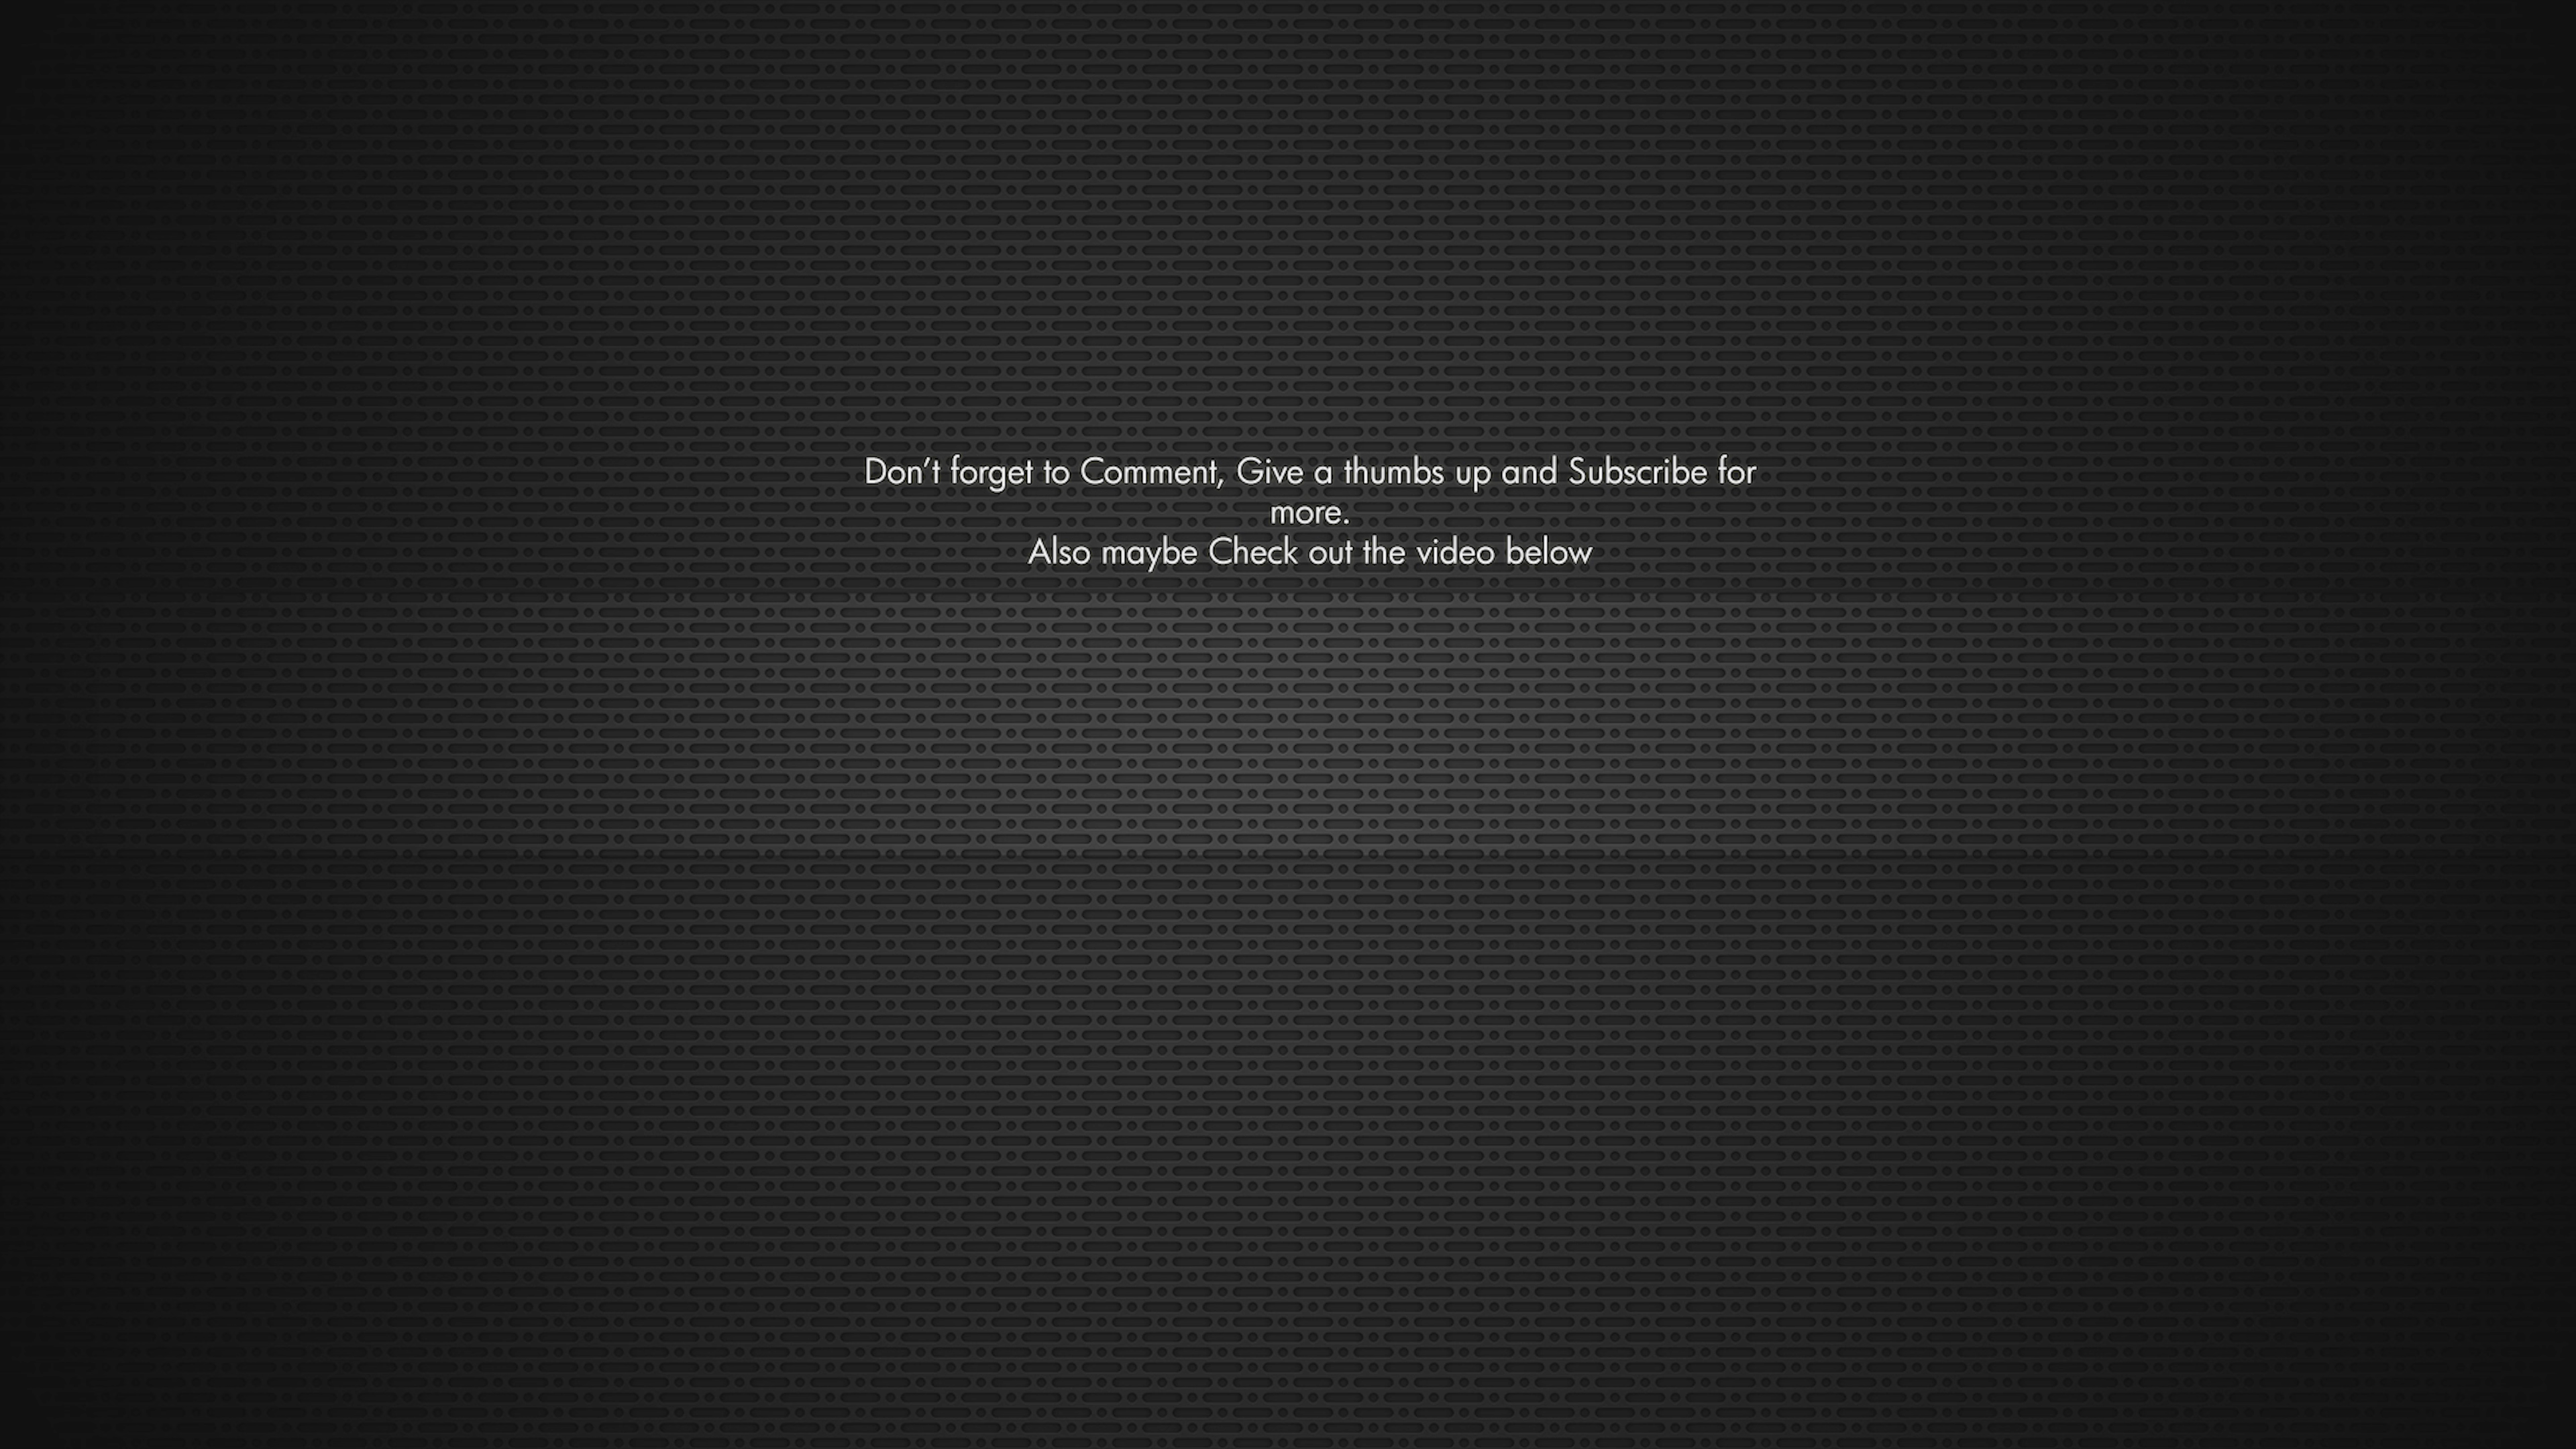 Don't forget to Comment, Give a thumbs up and Subscribe for
more.
Also maybe Check out the video below